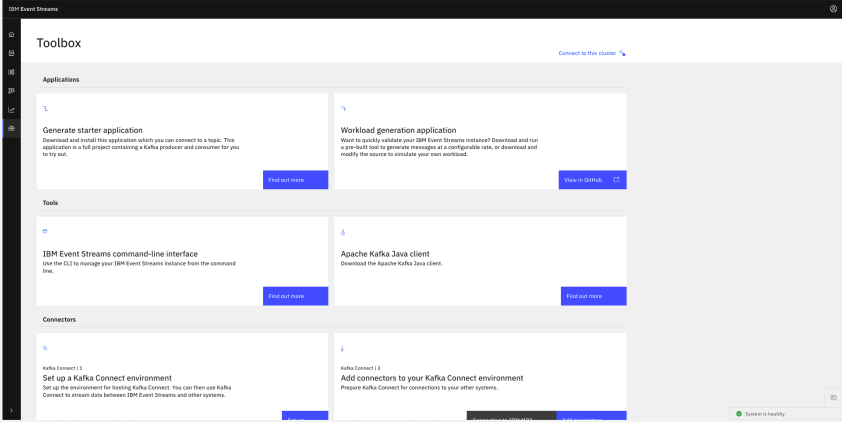 IBM Event Streams
Toolbox
Connect to this cluster
Applications
Generate starter application
Download and install this application which you can connect to a topic. This
application is a full project containing a Kafka producer and consumer for you
to try out.
Find out more
Workload generation application
Want to quickly validate your IBM Event Streams instance? Download and run
a pre-built tool to generate messages at a configurable rate, or download and
modify the source to simulate your own workload.
View in GitHub
Tools
IBM Event Streams command-line interface
Use the CLI to manage your IBM Event Streams instance from the command
line.
Find out more
Apache Kafka Java client
Download the Apache Kafka Java client.
Find out more
Connectors
Kafka Connect | 1
Set up a Kafka Connect environment
Set up the environment for hosting Kafka Connect. You can then use Kafka
Connect to stream data between IBM Event Streams and other systems.
Kafka Connect | 2
Add connectors to your Kafka Connect environment
Prepare Kafka Connect for connections to your other systems.
Connecting to IBM MQ?
Add connectors
System is healthy